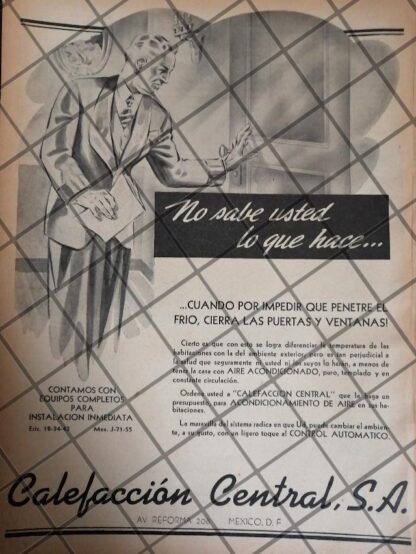 No sabe usted
lo que hace...
...CUANDO POR IMPEDIR QUE PENETRE EL
FRIO, CIERRA LAS PUERTAS Y VENTANAS!
Cierto es que con esto se logra diferenciar la temperatura de las
habitaciones con la del ambiente exterior, pero es tan perjudicial a
la salud que seguramente ni usted ni los suyos lo harán, a menos de
tener la casa con AIRE ACONDICIONADO, puro, templado y en
constante circulación.
Ordene usted a "CALEFACCION CENTRAL" que le haga un
presupuesto para ACONDICIONAMIENTO DE AIRE en sus ha-
bitaciones.
La maravilla del sistema radica en que Ud. puede cambiar el ambien-
te, a su gusto, con un ligero toque al CONTROL AUTOMATICO.
CONTAMOS CON
EQUIPOS COMPLETOS
PARA
INSTALACION INMEDIATA
Eric. 18-34-43 Mex. J-71-55
Calefacción Central, S.A.
AV. REFORMA MEXICO, D. F.